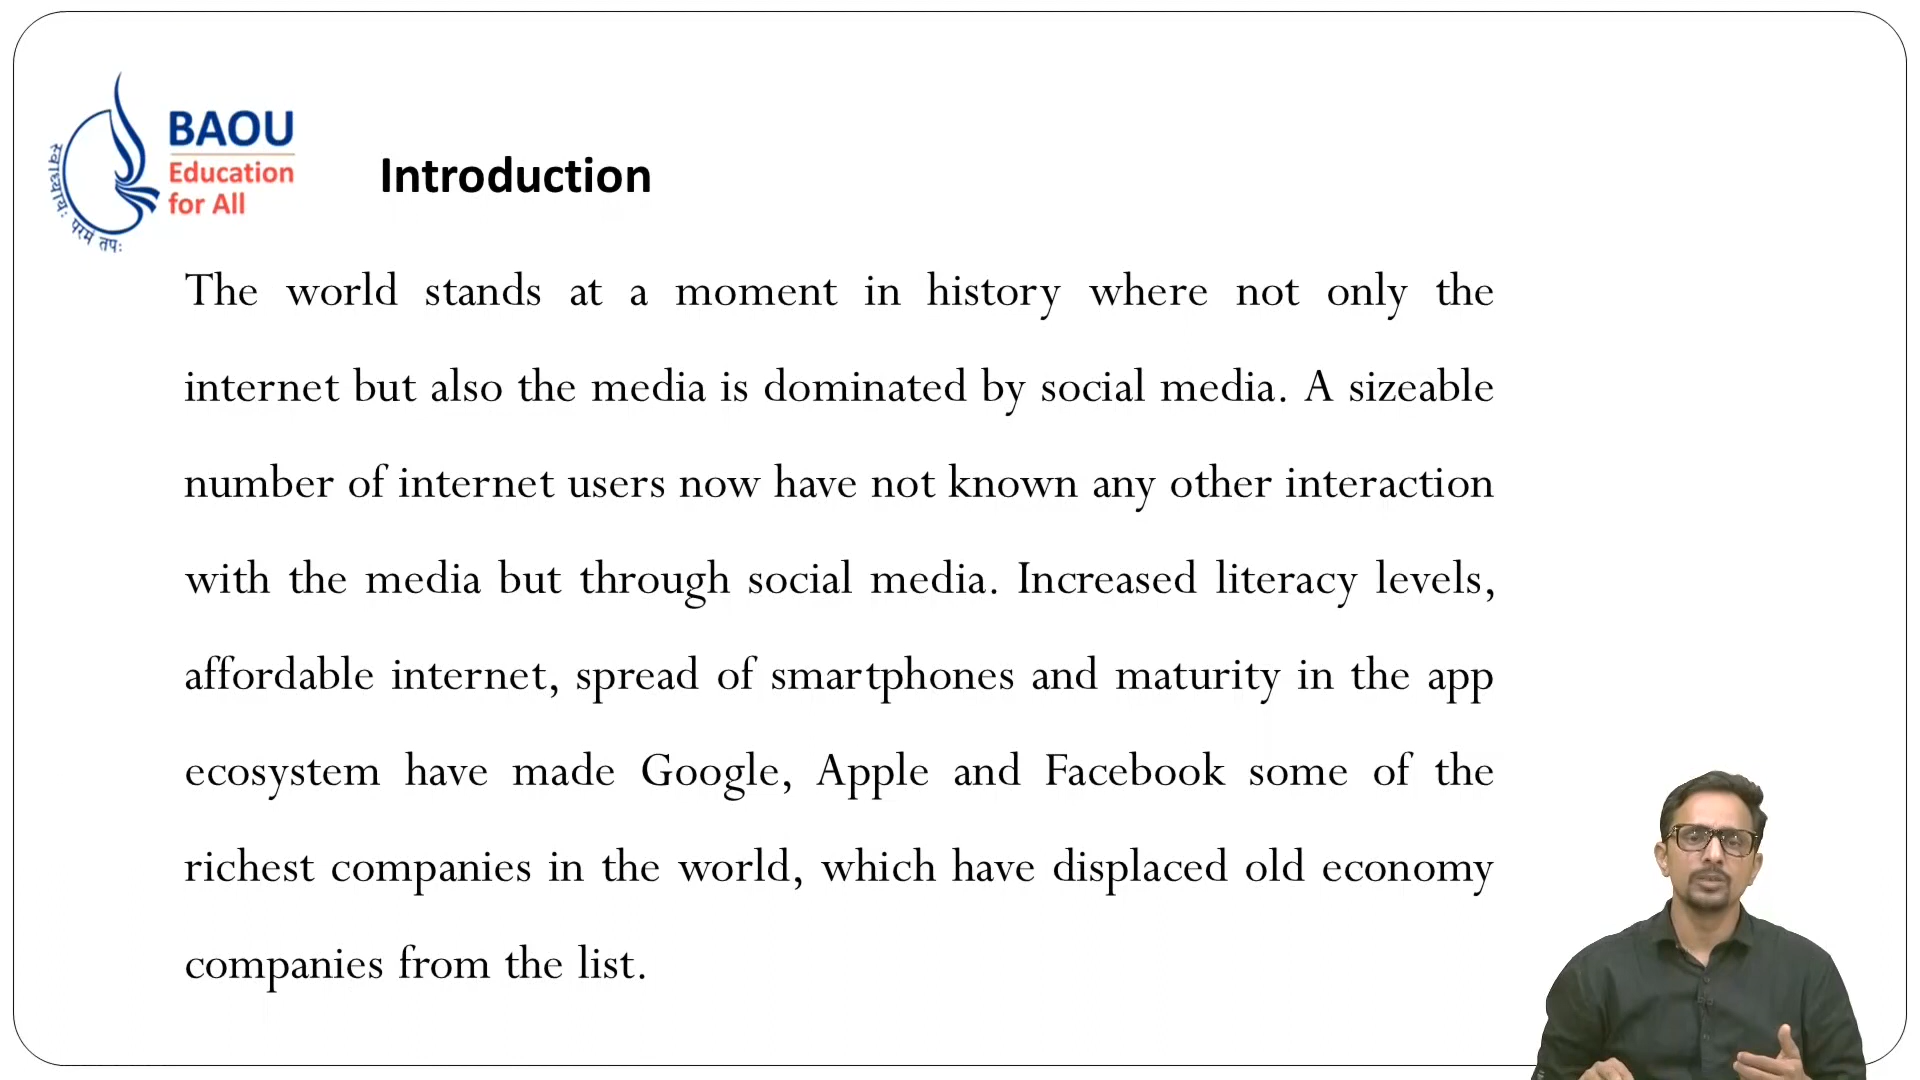 BAOU
Education
for All
स्वाध्यायः परमं तपः
Introduction
The world stands at a moment in history where not only the
internet but also the media is dominated by social media. A sizeable
number of internet users now have not known any other interaction
with the media but through social media. Increased literacy levels,
affordable internet, spread of smartphones and maturity in the app
ecosystem have made Google, Apple and Facebook some of the
richest companies in the world, which have displaced old economy
companies from the list.